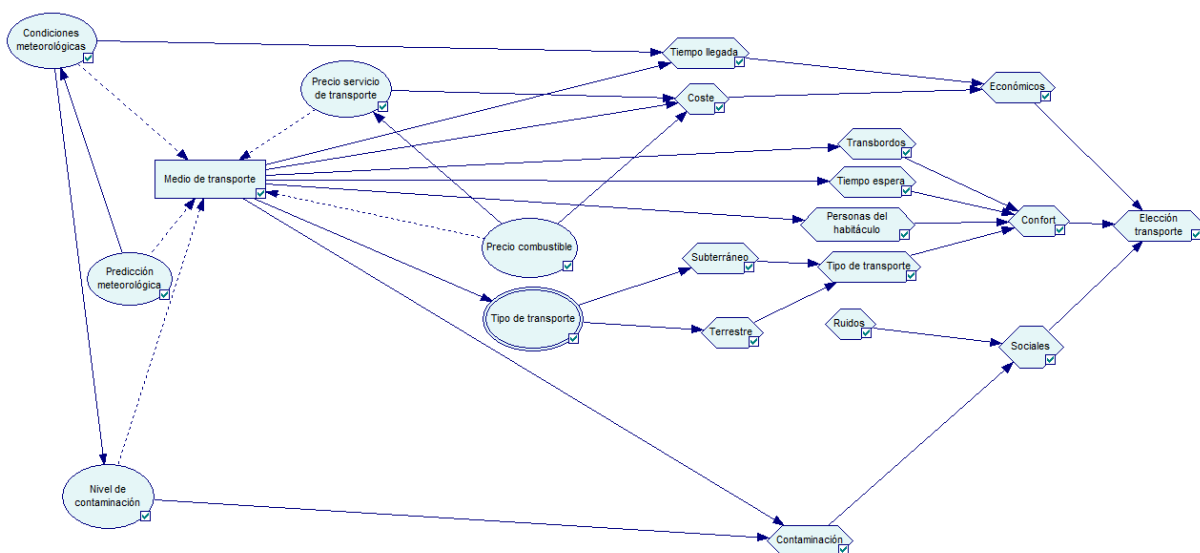 Condiciones
meteorológicas
Tiempo llegada
Precio servicio
de transporte
Coste
Económicos
Transbordos
Medio de transporte
Tiempo espera
Personas del
habitáculo
Confort
Elección
transporte
Precio combustible
Subterráneo
Tipo de transporte
Predicción
meteorológica
Tipo de transporte
Terrestre
Ruidos
Sociales
Nivel de
contaminación
Contaminación